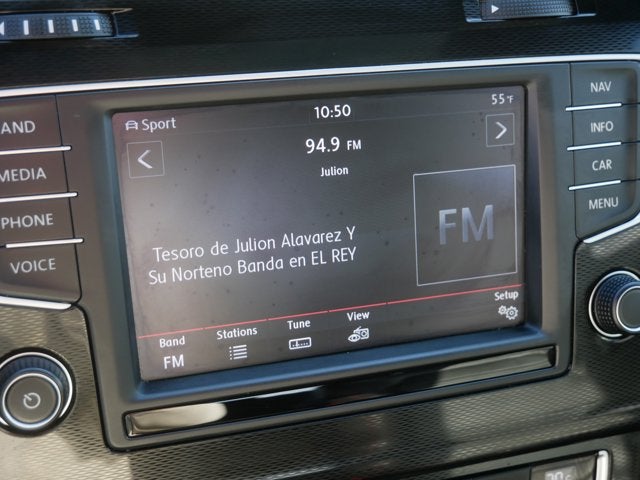 10:50
55 °F
Sport
94.9 FM
Julion
FM
Tesoro de Julion Alavarez Y
Su Norteno Banda en EL REY
Band
FM
Stations
Tune
View
Setup
MEDIA
PHONE
VOICE
NAV
INFO
CAR
MENU